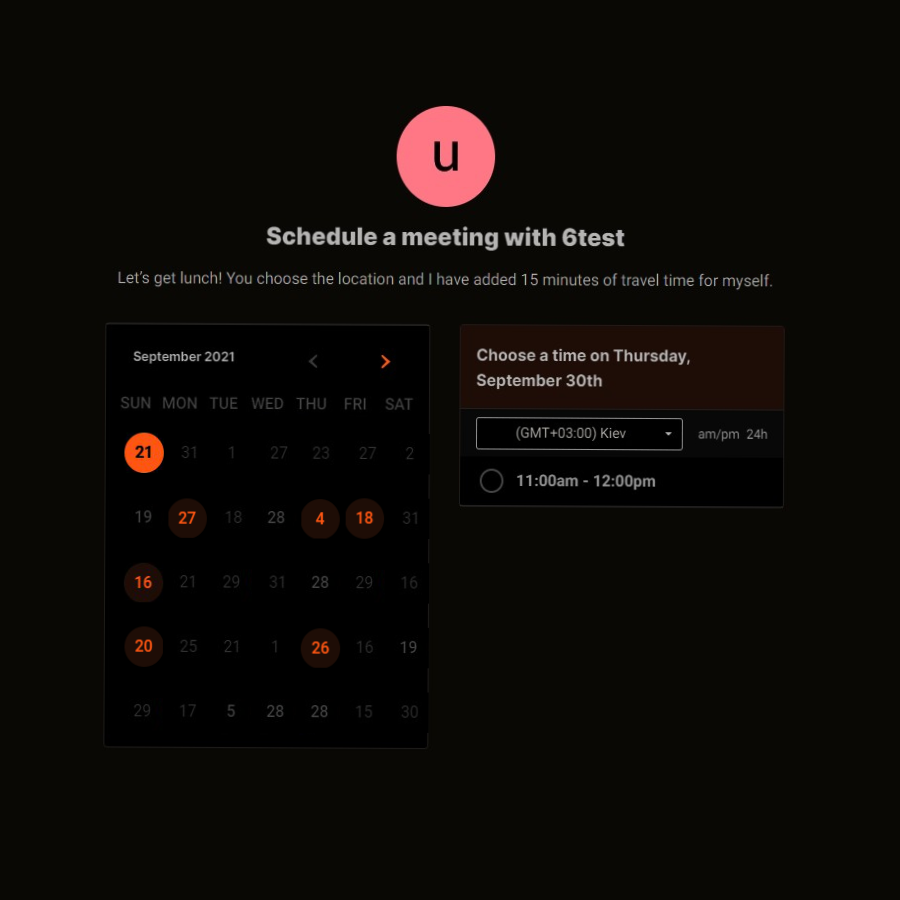 u
Schedule a meeting with 6test
Let's get lunch! You choose the location and I have added 15 minutes of travel time for myself.
September 2021
SUN MON TUE WED THU FRI SAT
21 31 1 27 23 27 2
19 27 18 28 4 18 31
16 21 29 31 28 29 16
20 25 21 1 26 16 19
29 17 5 28 28 15 30
Choose a time on Thursday,
September 30th
(GMT+03:00) Kiev am/pm 24h
11:00am - 12:00pm